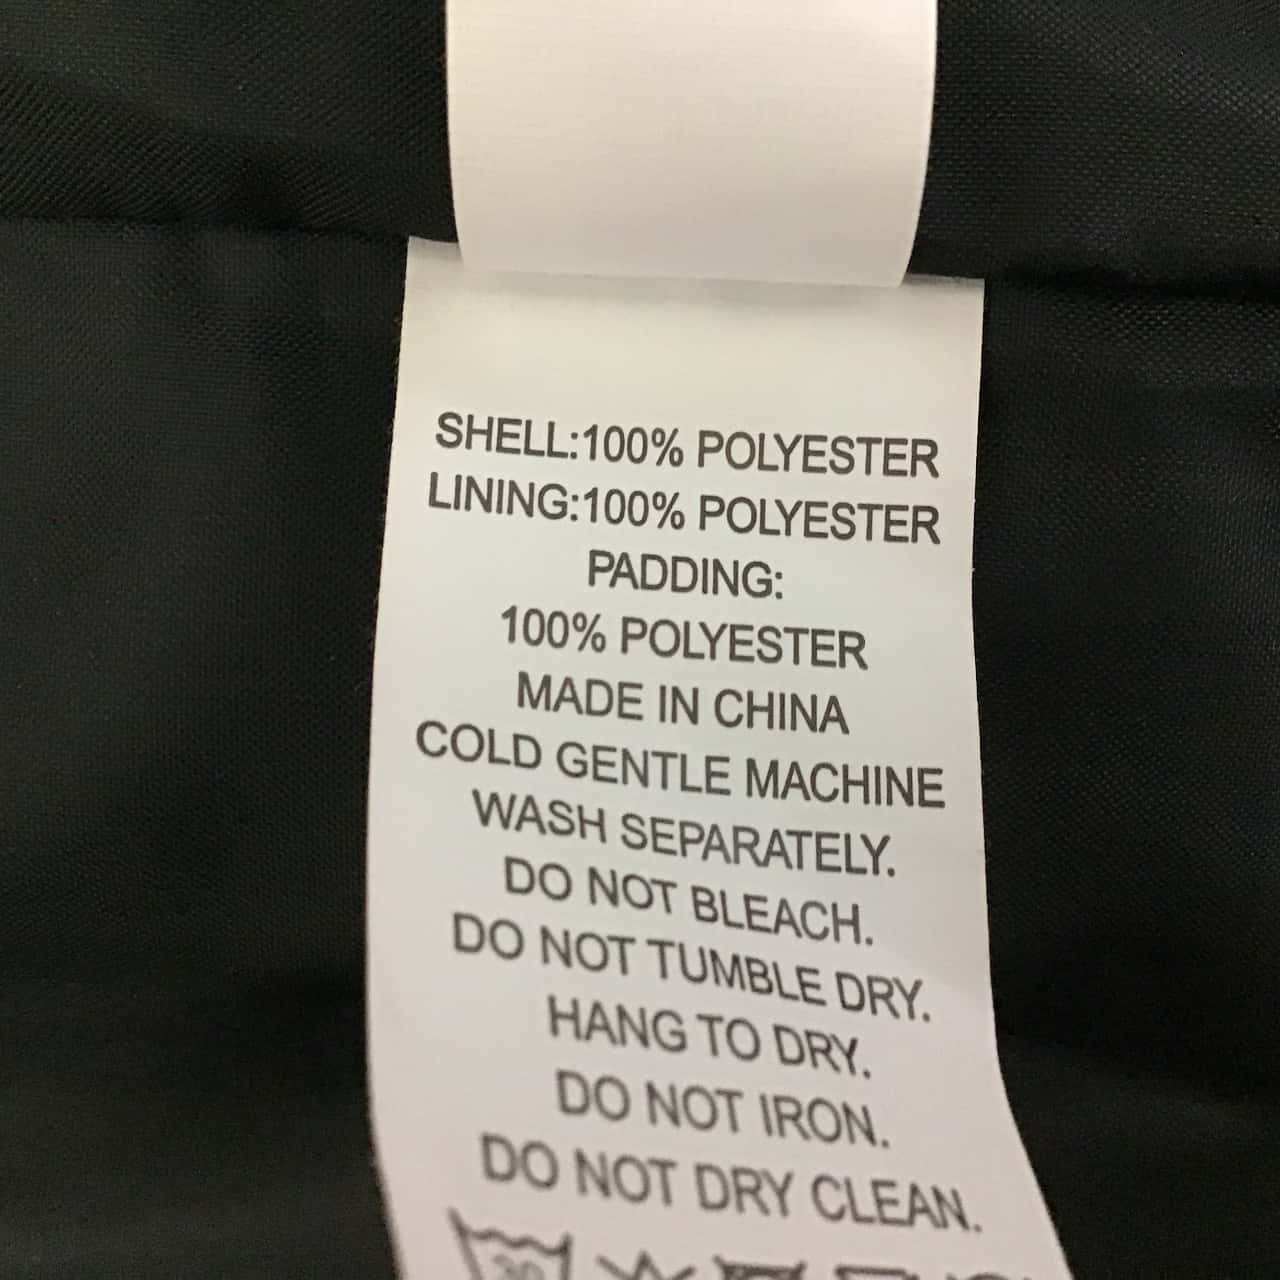 SHELL:100% POLYESTER
LINING:100% POLYESTER
PADDING:
100% POLYESTER
MADE IN CHINA
COLD GENTLE MACHINE
WASH SEPARATELY.
DO NOT BLEACH.
DO NOT TUMBLE DRY.
HANG TO DRY.
DO NOT IRON.
DO NOT DRY CLEAN.
30